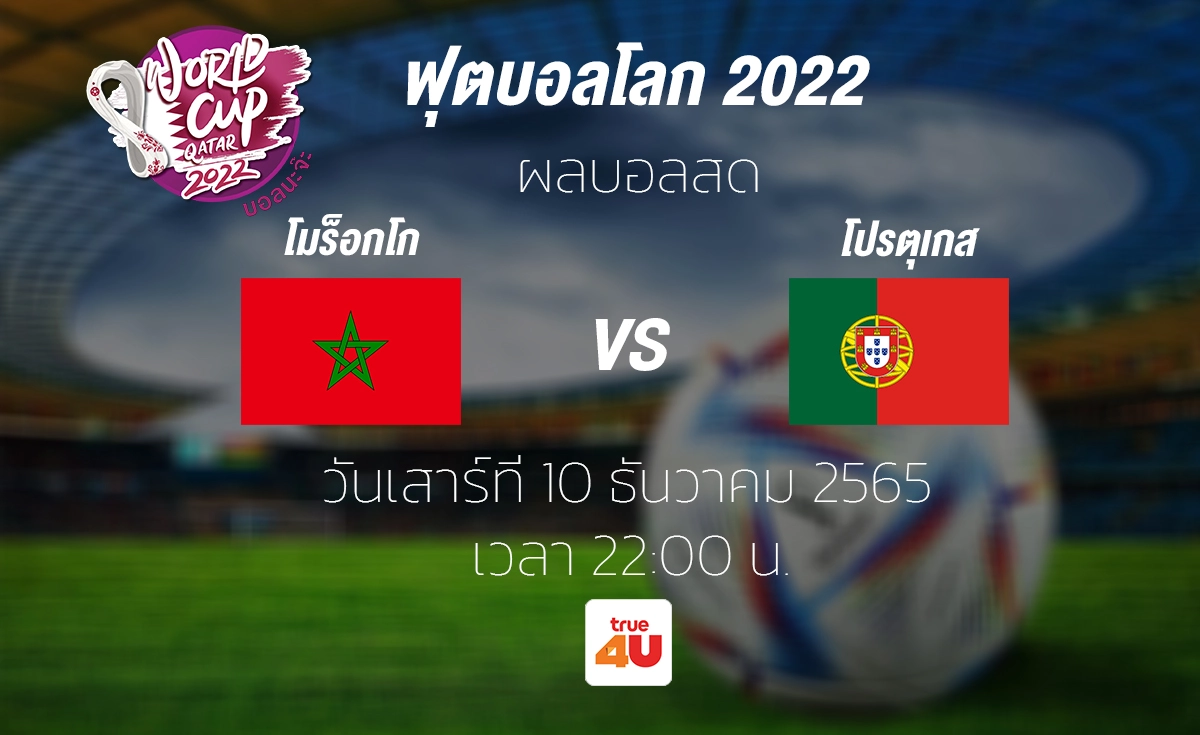 WORLD
CUP
QATAR
2022
บอลนะจ๊ะ
ฟุตบอลโลก 2022
ผลบอลสด
โมร็อกโก
โปรตุเกส
VS
วันเสาร์ที่ 10 ธันวาคม 2565
เวลา 22:00 น.
true
4U